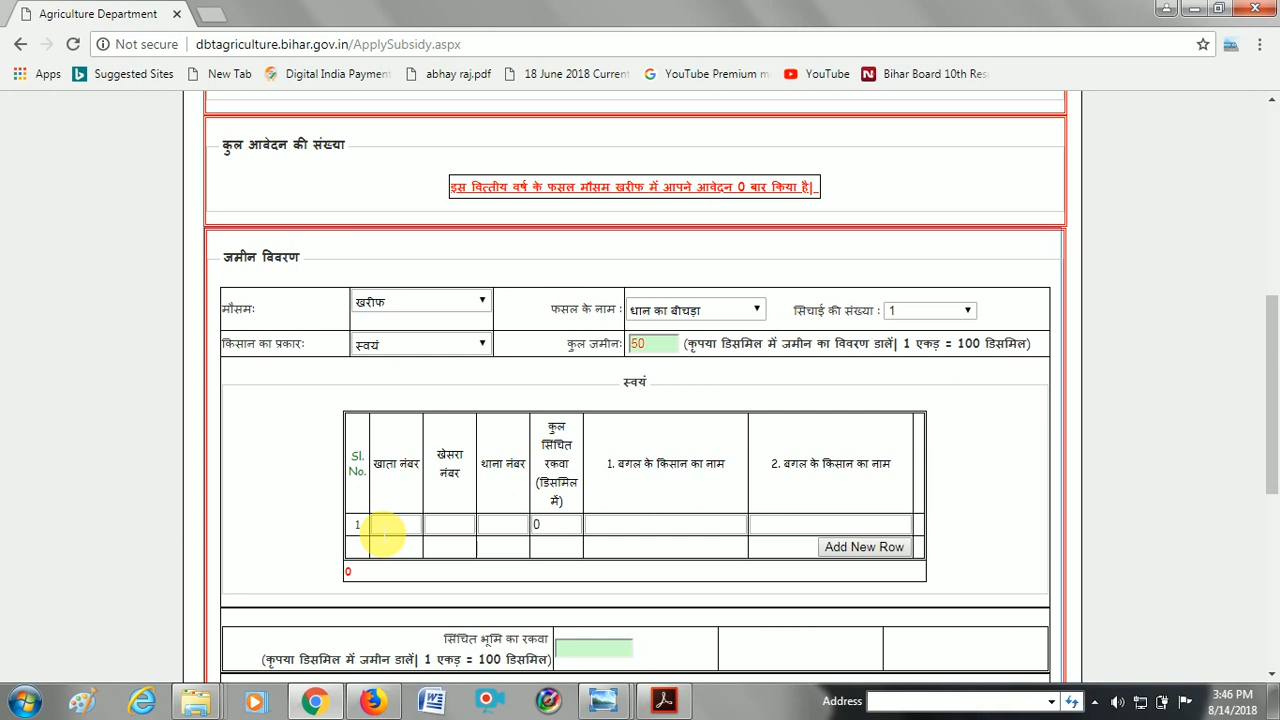 Agriculture Department
Not secure | dbtagriculture.bihar.gov.in/ApplySubsidy.aspx
Apps Suggested Sites New Tab Digital India Payment abhay raj.pdf 18 June 2018 Current YouTube Premium m YouTube Bihar Board 10th Res
कुल आवेदन की संख्या
इस वित्तीय वर्ष के फसल मौसम खरीफ में आपने आवेदन 0 बार किया है|
जमीन विवरण
मौसम: खरीफ फसल के नाम : धान का बीचड़ा सिचाई की संख्या : 1
किसान का प्रकार: स्वयं कुल जमीन: 50 (कृपया डिसमिल में जमीन का विवरण डालें| 1 एकड़ = 100 डिसमिल)
स्वयं
Sl. No. खाता नंबर खेसरा नंबर थाना नंबर कुल सिंचित रकवा (डिसमिल में) 1. बगल के किसान का नाम 2. बगल के किसान का नाम
1 0
Add New Row
0
सिंचित भूमि का रकवा
(कृपया डिसमिल में जमीन डालें| 1 एकड़ = 100 डिसमिल)
Address 3:46 PM
8/14/2018